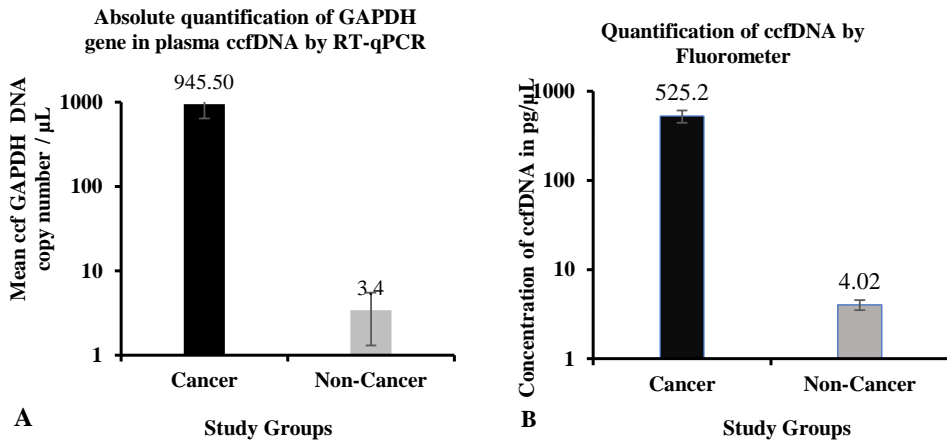 Absolute quantification of GAPDH
gene in plasma ccfDNA by RT-qPCR
Mean ccf GAPDH DNA
copy number / µL
1000
100
10
1
945.50
3.4
Cancer
Non-Cancer
A
Study Groups
Quantification of ccfDNA by
Fluorometer
Concentration of ccfDNA in pg/µL
1000
100
10
1
525.2
4.02
Cancer
Non-Cancer
B
Study Groups